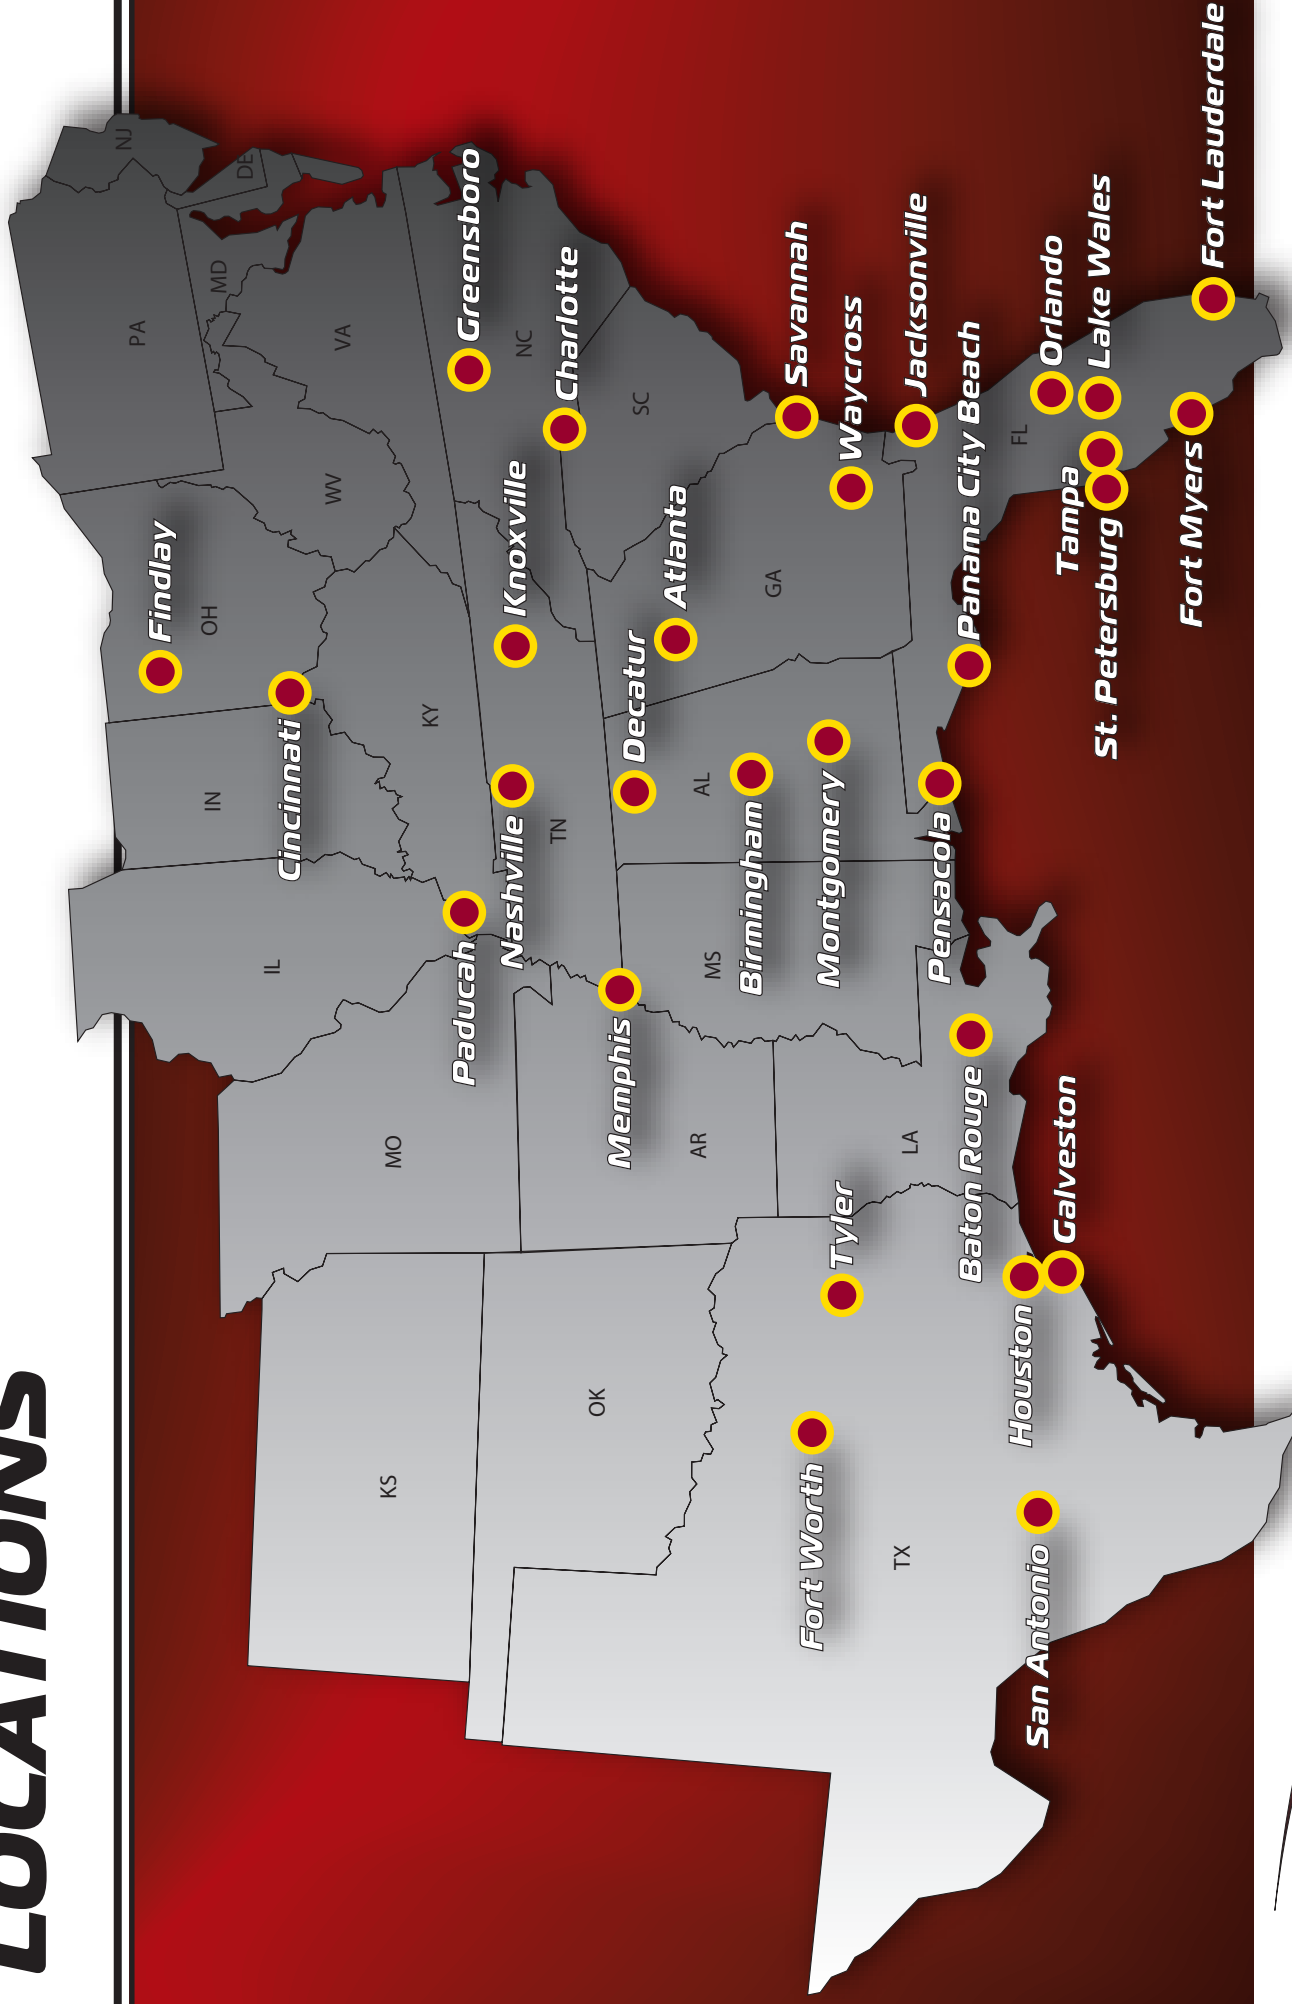 LOCATIONS
NJ
PA
DE
MD
Findlay
OH
VA
WV
IN
Cincinnati
IL
KY
Greensboro
NC
Charlotte
Knoxville
Paducah
Nashville
TN
MO
KS
SC
Atlanta
Decatur
Memphis
AR
OK
GA
Savannah
Waycross
AL
Birmingham
Montgomery
MS
Jacksonville
Panama City Beach
Pensacola
FL
Orlando
Lake Wales
Tampa
St. Petersburg
Fort Myers
Fort Lauderdale
LA
Baton Rouge
Tyler
Fort Worth
TX
Galveston
Houston
San Antonio